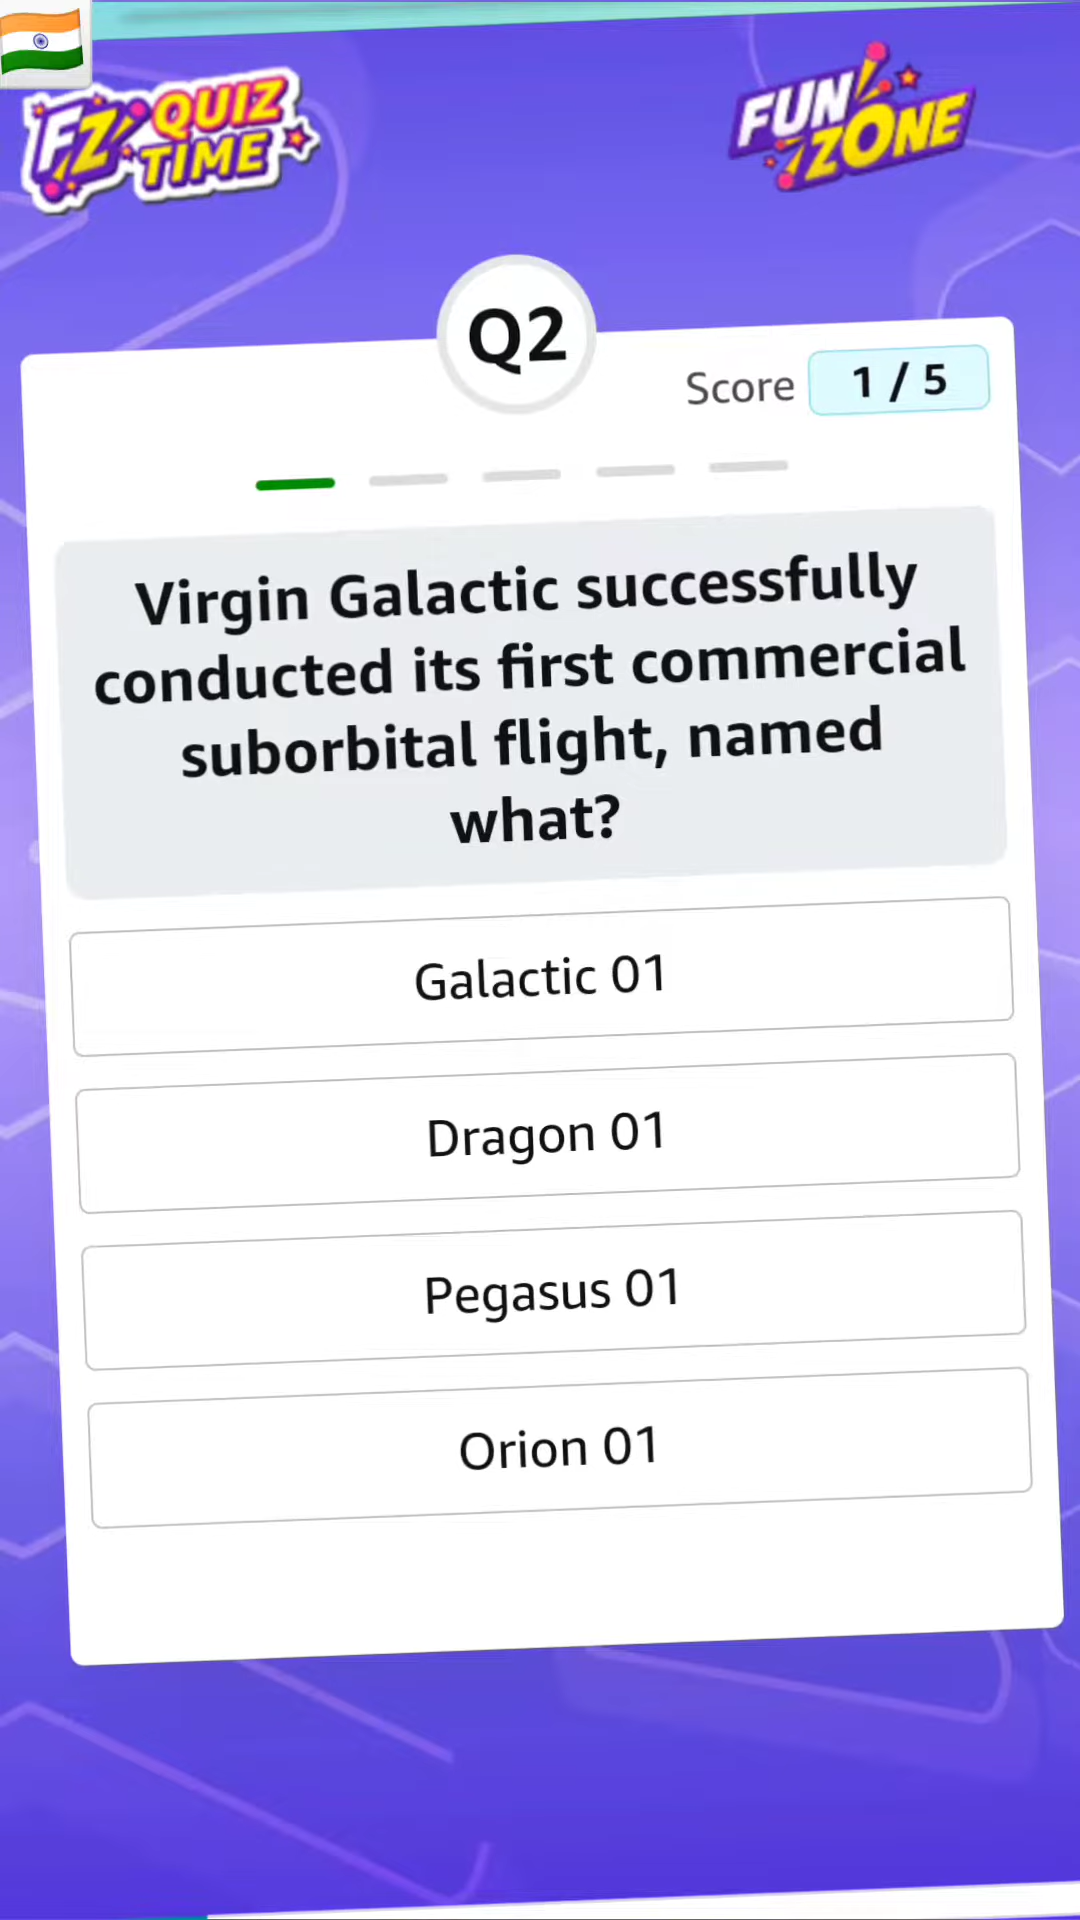 FZ QUIZ TIME
FUN ZONE
Q2
Score 1 / 5
Virgin Galactic successfully
conducted its first commercial
suborbital flight, named
what?
Galactic 01
Dragon 01
Pegasus 01
Orion 01